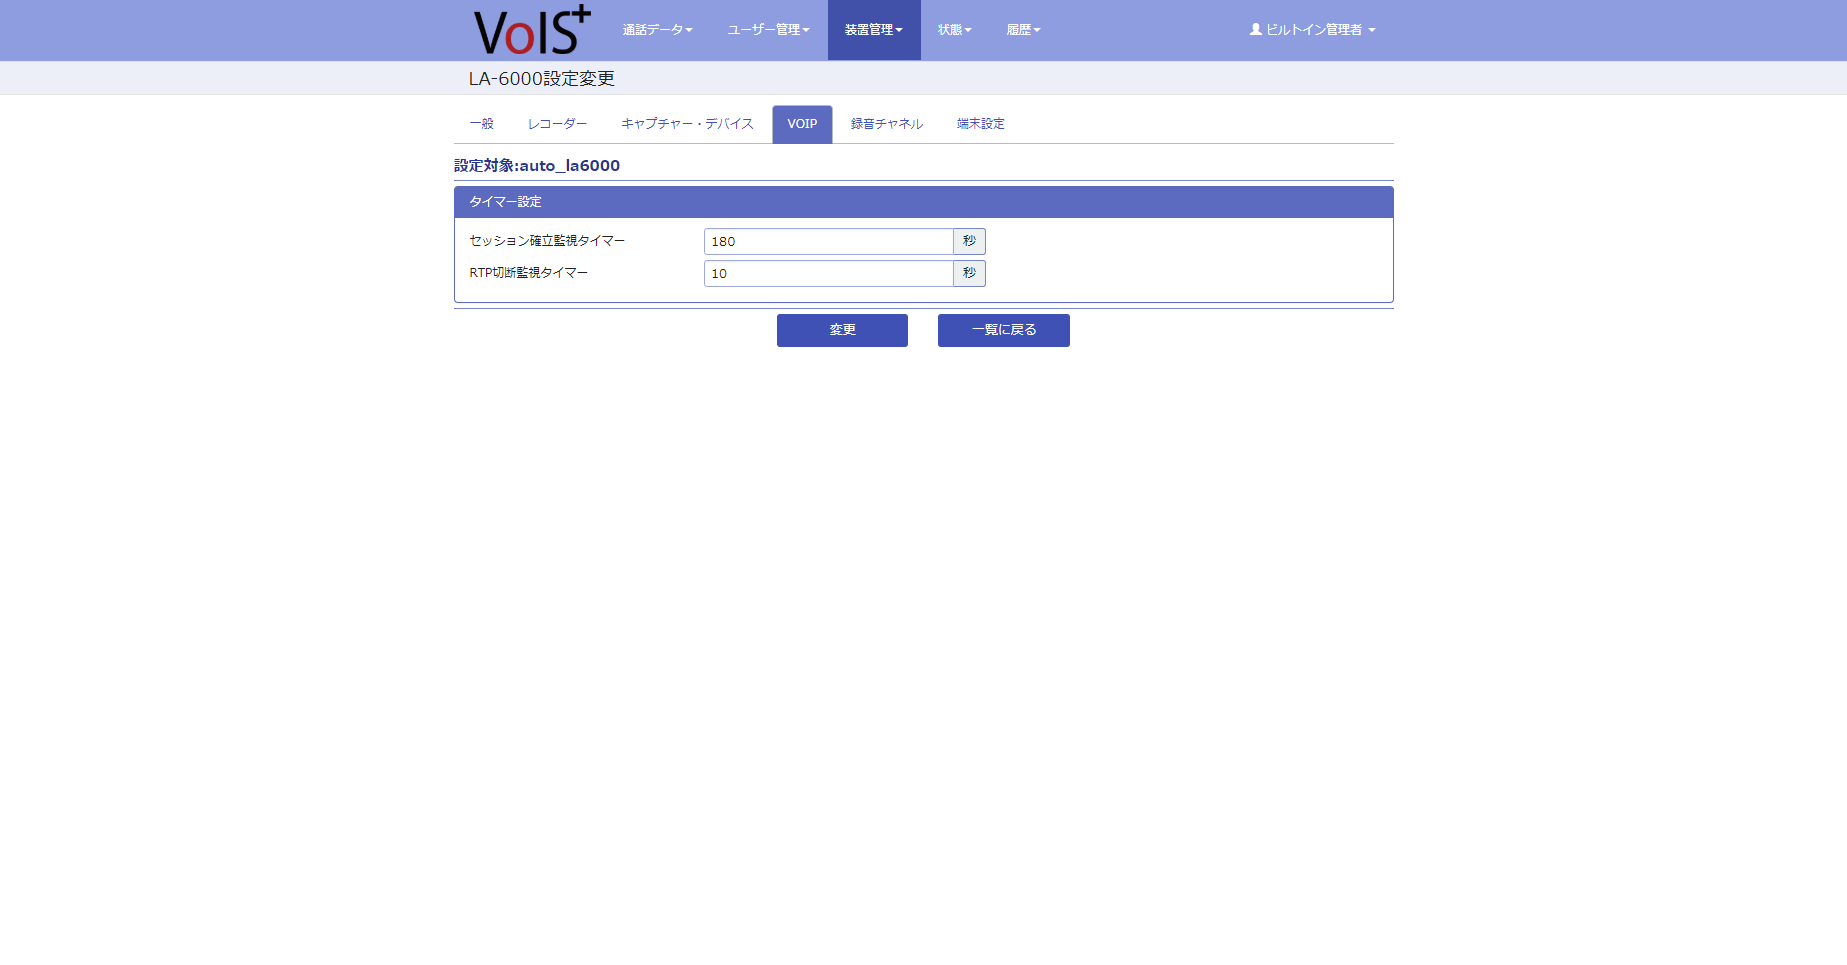 VoIS+ 通話データ ユーザー管理 装置管理 状態 履歴 ビルトイン管理者
LA-6000設定変更
一般 レコーダー キャプチャー・デバイス VOIP 録音チャネル 端末設定
設定対象:auto_la6000
タイマー設定
セッション確立監視タイマー 180 秒
RTP切断監視タイマー 10 秒
変更 一覧に戻る